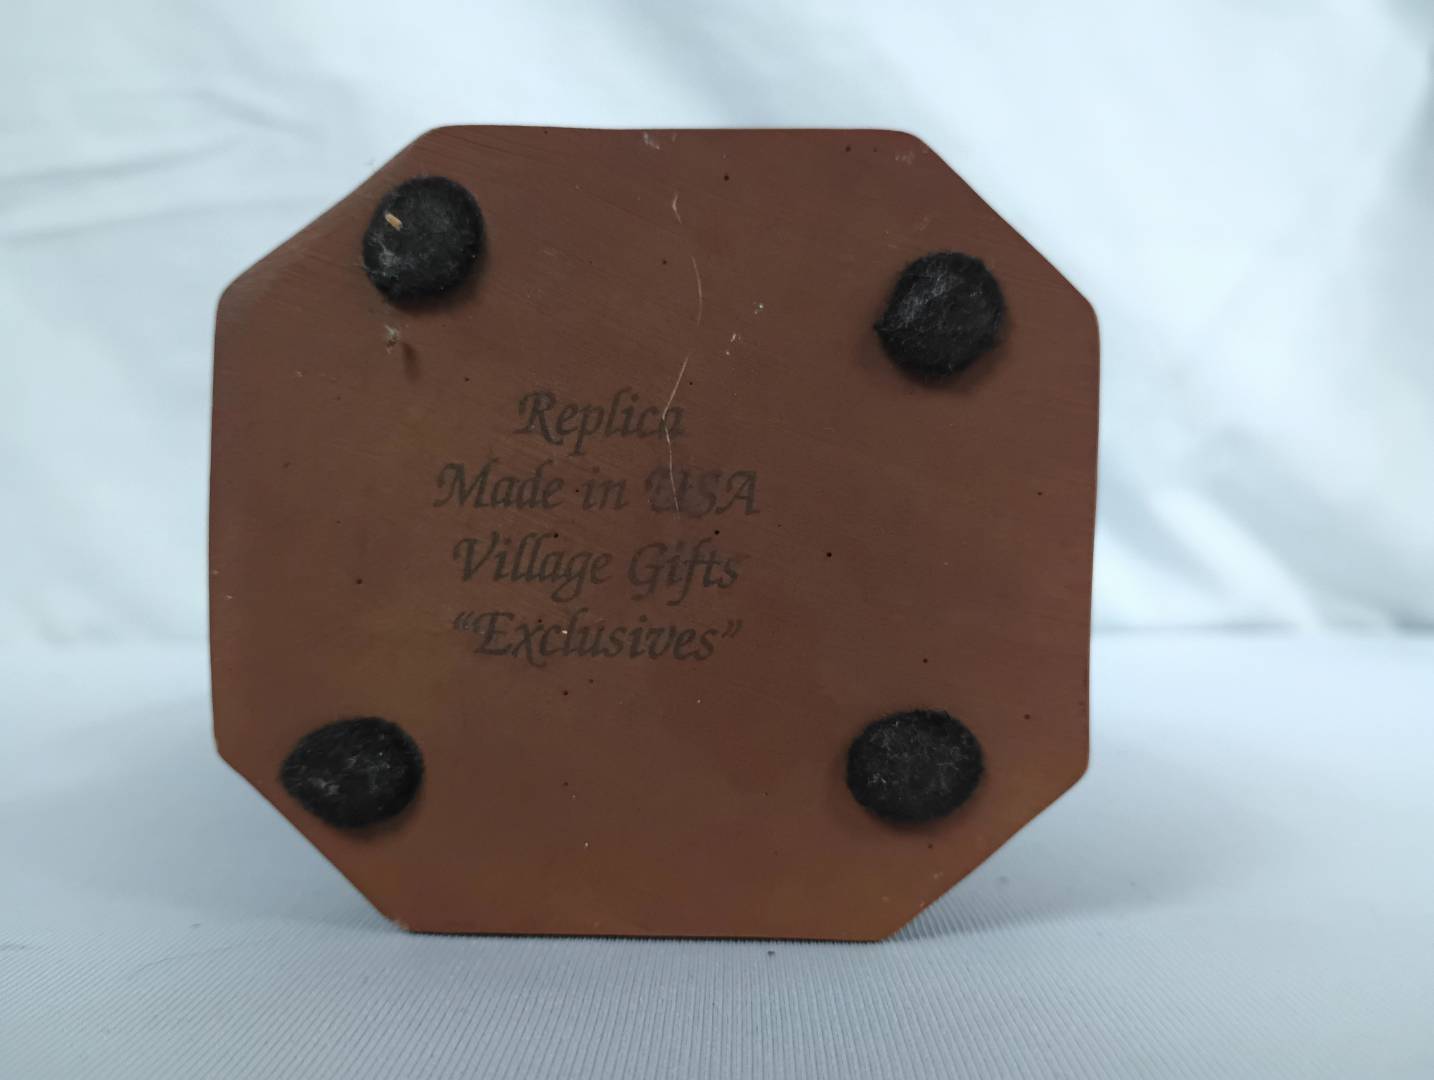 Replica
Made in USA
Village Gifts
“Exclusives”